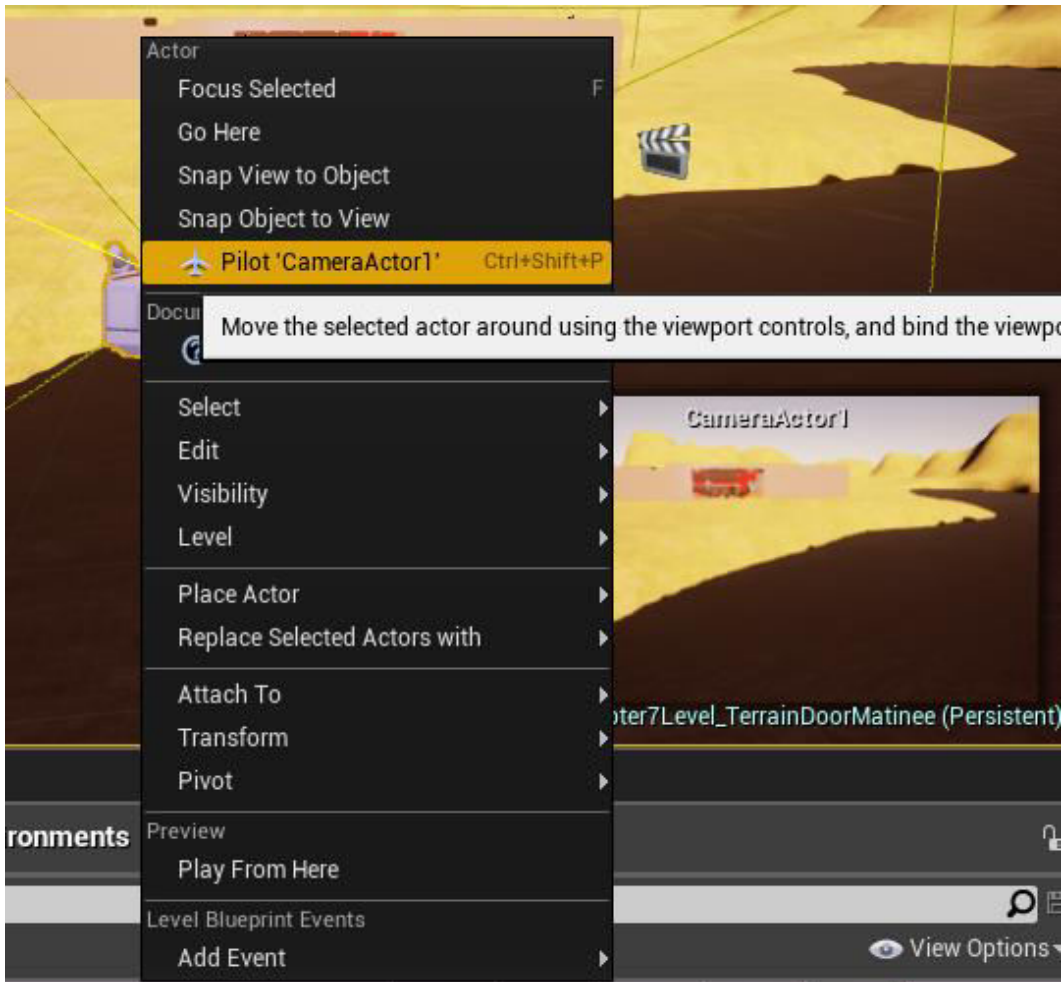 Actor
Focus Selected F
Go Here
Snap View to Object
Snap Object to View
Pilot 'CameraActor1' Ctrl+Shift+P
Docu
Move the selected actor around using the viewport controls, and bind the viewpo
Select
CameraActor1
Edit
Visibility
Level
Place Actor
Replace Selected Actors with
Attach To
oter7Level_TerrainDoorMatinee (Persistent)
Transform
Pivot
ronments
Preview
Play From Here
Level Blueprint Events
View Options
Add Event